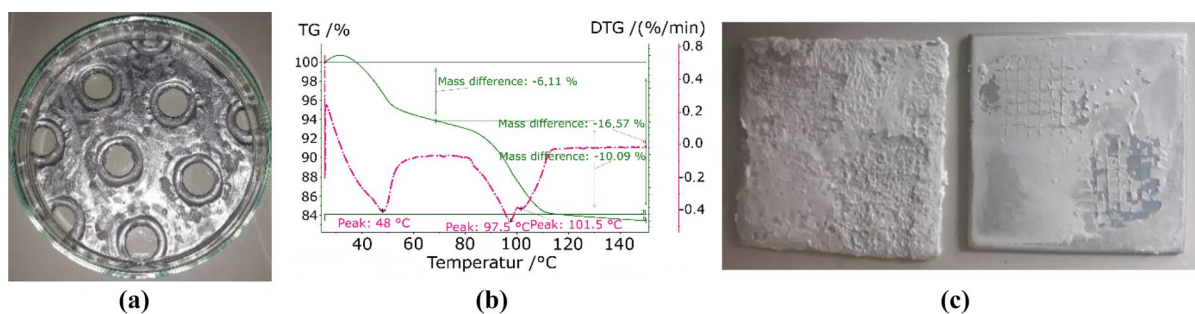 TG /%
DTG /(%/min)
100
98
96
94
92
90
88
86
84
0.8
0.6
0.4
0.2
0.0
-0.2
-0.4
Mass difference: -6,11 %
Mass difference: -16,57 %
Mass difference: -10.09 %
Peak: 48 °C
Peak: 97.5 °C
Peak: 101.5 °C
40
60
80
100
120
140
Temperatur /°C
(a)
(b)
(c)